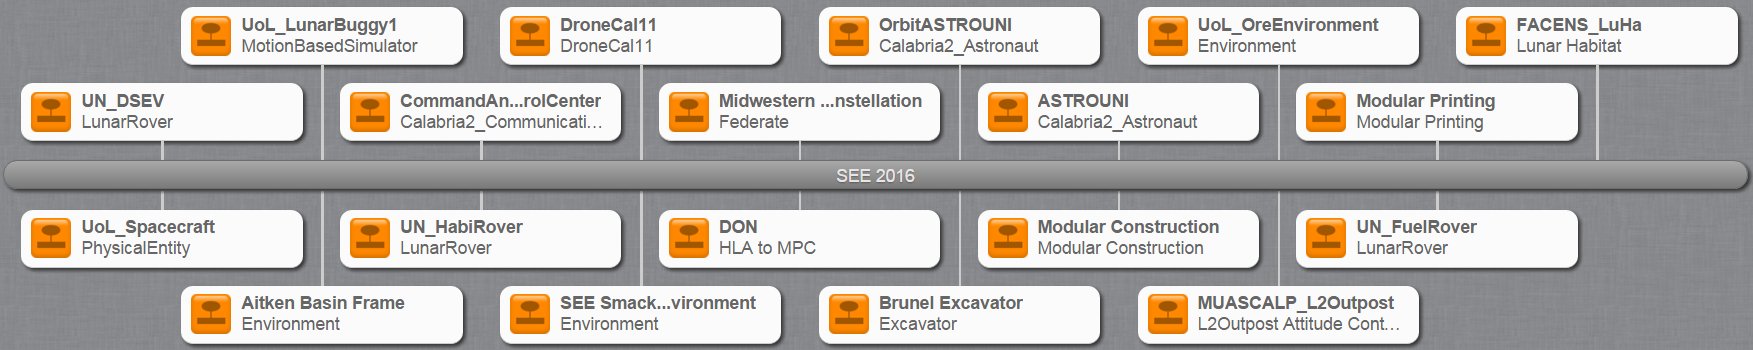 UoL_LunarBuggy1
MotionBasedSimulator
DroneCal11
DroneCal11
OrbitASTROUNI
Calabria2_Astronaut
UoL_OreEnvironment
Environment
FACENS_LuHa
Lunar Habitat
UN_DSEV
LunarRover
CommandAn...rolCenter
Calabria2_Communicati...
Midwestern ...nstellation
Federate
ASTROUNI
Calabria2_Astronaut
Modular Printing
Modular Printing
SEE 2016
UoL_Spacecraft
PhysicalEntity
UN_HabiRover
LunarRover
DON
HLA to MPC
Modular Construction
Modular Construction
UN_FuelRover
LunarRover
Aitken Basin Frame
Environment
SEE Smack...vironment
Environment
Brunel Excavator
Excavator
MUASCALP_L2Outpost
L2Outpost Attitude Cont...